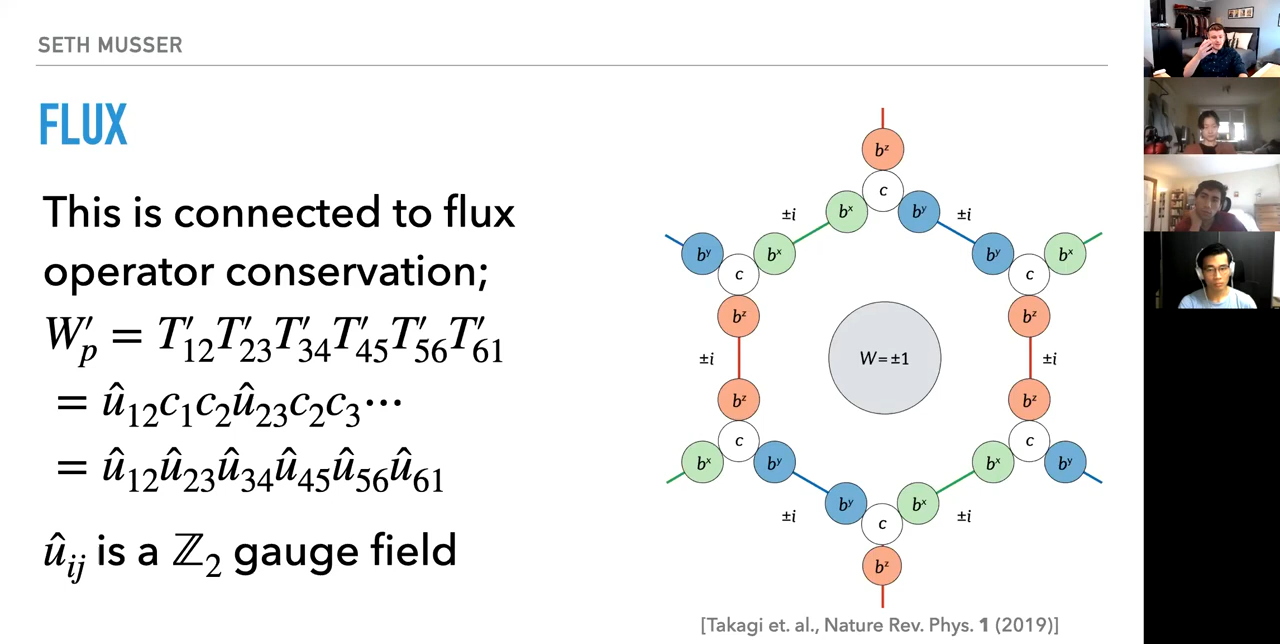 SETH MUSSER
FLUX
This is connected to flux
operator conservation;
W′ₚ = T′₁₂T′₂₃T′₃₄T′₄₅T′₅₆T′₆₁
= û₁₂c₁c₂û₂₃c₂c₃⋯
= û₁₂û₂₃û₃₄û₄₅û₅₆û₆₁
ûᵢⱼ is a ℤ₂ gauge field
bᶻ
c
±i bˣ bʸ ±i
bʸ bˣ bʸ bˣ
c c
bᶻ bᶻ
±i W=±1 ±i
bᶻ bᶻ
c c
bˣ bʸ bˣ bʸ
bʸ bˣ
±i c ±i
bᶻ
[Takagi et. al., Nature Rev. Phys. 1 (2019)]